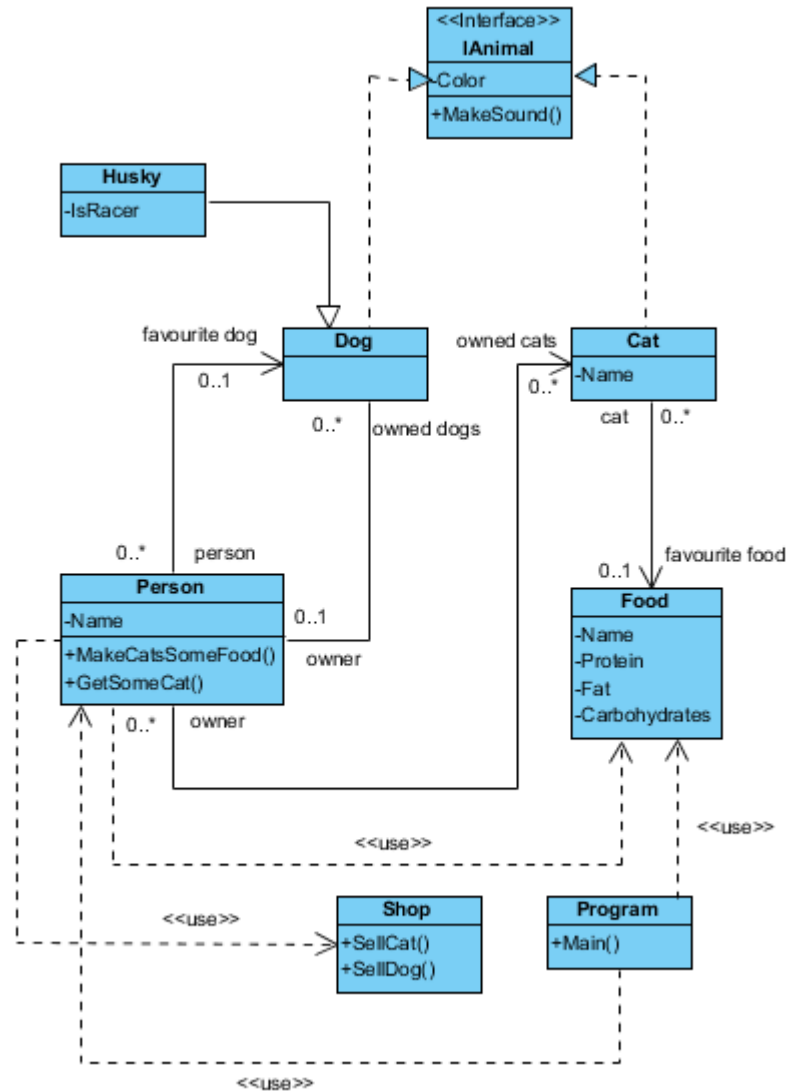 <<Interface>>
IAnimal
-Color
+MakeSound()
Husky
-IsRacer
favourite dog
Dog
owned cats
Cat
0..1
0..*
-Name
0..*
owned dogs
cat
0..*
0..*
person
favourite food
0..1
Person
Food
-Name
0..1
-Name
+MakeCatsSomeFood()
owner
-Protein
+GetSomeCat()
-Fat
-Carbohydrates
0..*
owner
<<use>>
<<use>>
<<use>>
Shop
Program
+SellCat()
+Main()
+SellDog()
<<use>>